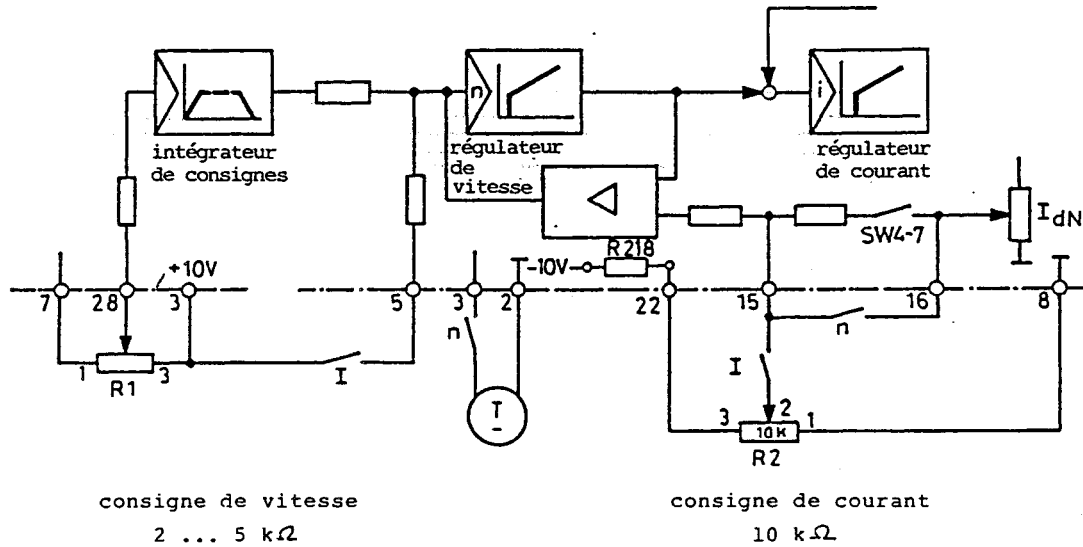 n
i
intégrateur
de consignes
régulateur
de
vitesse
régulateur
de courant
SW4-7
I dN
R218
+10V
-10V
7
28
3
5
3
2
22
15
16
8
1
R1
3
I
n
T
-
I
n
3
2
1
10k
R2
consigne de vitesse
2 ... 5 kΩ
consigne de courant
10 kΩ